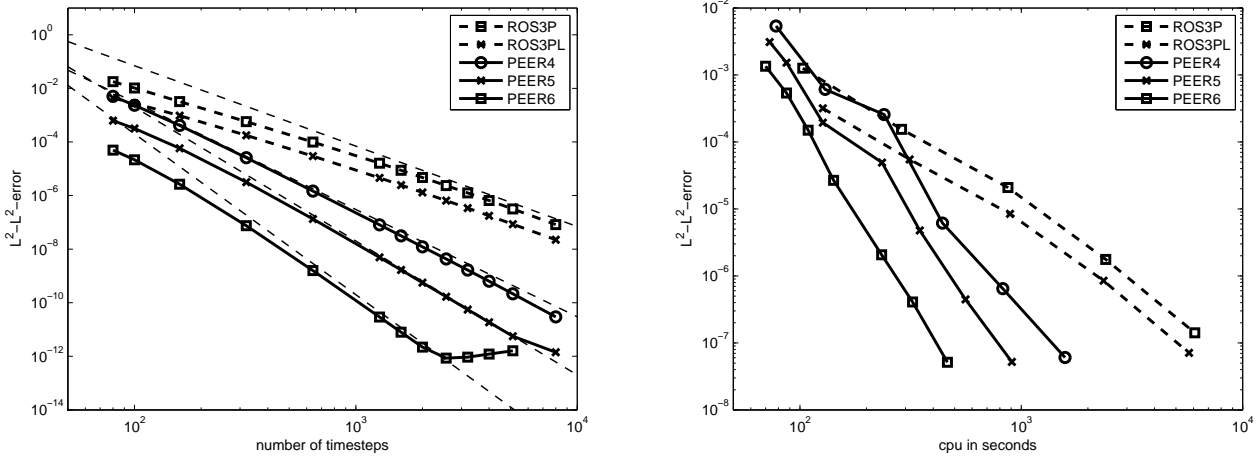 10^0
10^−2
10^−4
10^−6
10^−8
10^−10
10^−12
10^−14
L^2−L^2−error
10^2
10^3
10^4
number of timesteps
ROS3P
ROS3PL
PEER4
PEER5
PEER6
10^−2
10^−3
10^−4
10^−5
10^−6
10^−7
10^−8
L^2−L^2−error
10^2
10^3
10^4
cpu in seconds
ROS3P
ROS3PL
PEER4
PEER5
PEER6